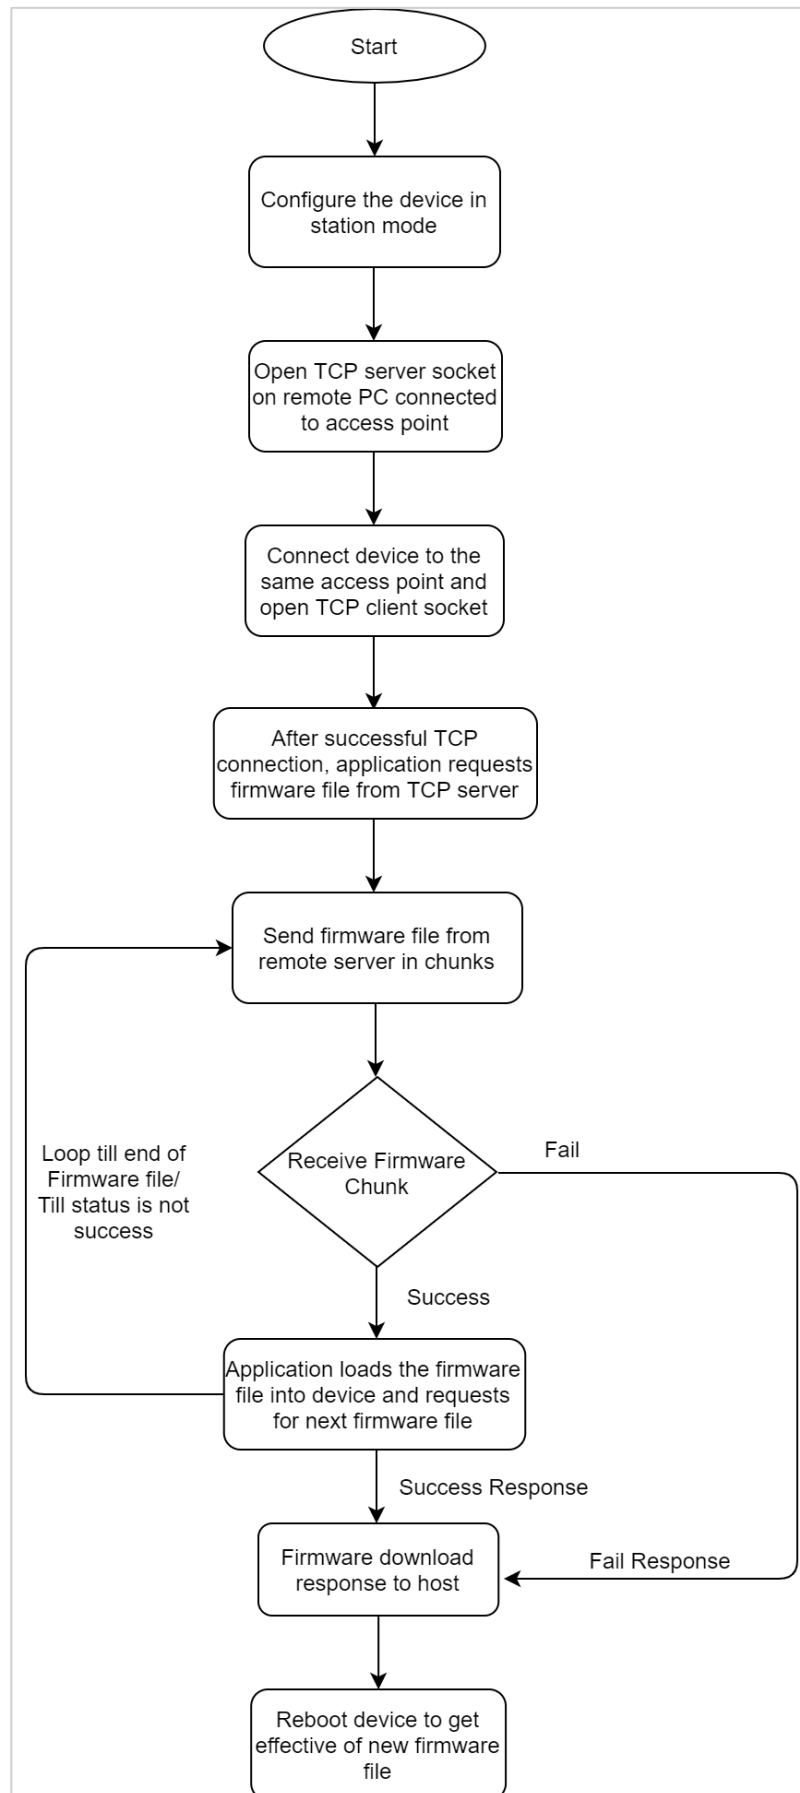 Start
Configure the device in
station mode
Open TCP server socket
on remote PC connected
to access point
Connect device to the
same access point and
open TCP client socket
After successful TCP
connection, application requests
firmware file from TCP server
Send firmware file from
remote server in chunks
Receive Firmware
Chunk
Fail
Loop till end of
Firmware file/
Till status is not
success
Success
Application loads the firmware
file into device and requests
for next firmware file
Success Response
Firmware download
response to host
Fail Response
Reboot device to get
effective of new firmware
file